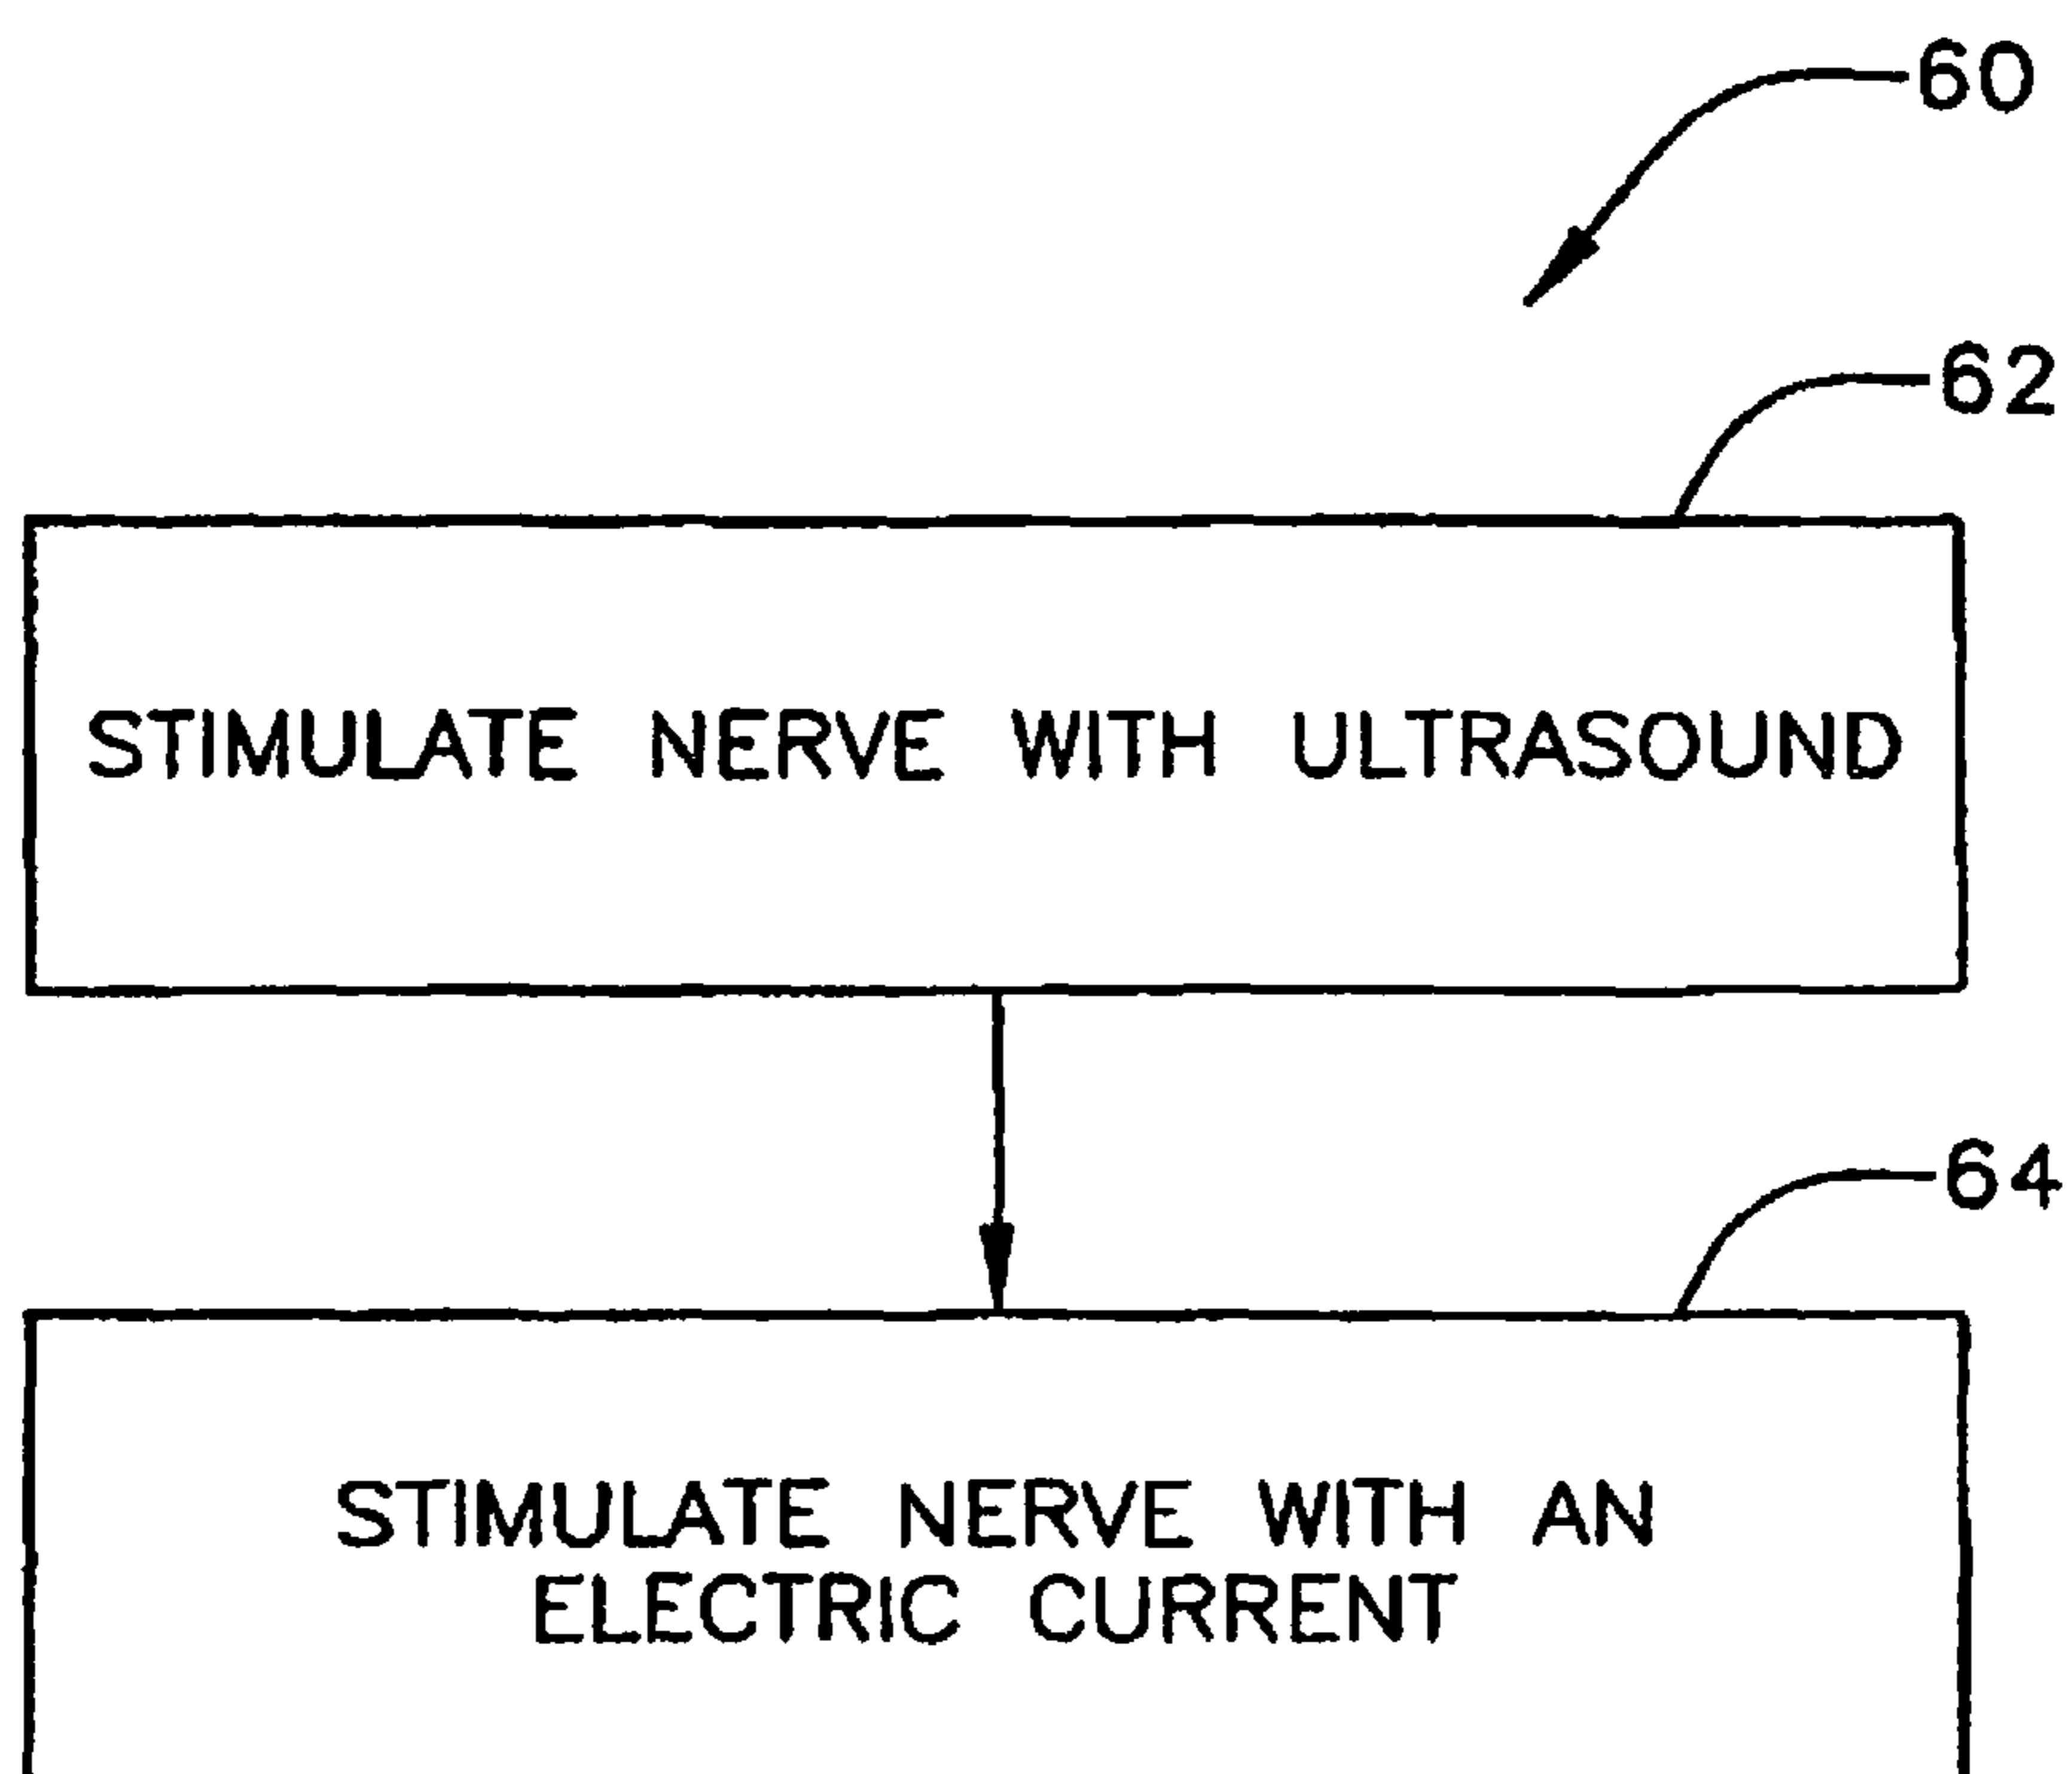 60
62
STIMULATE NERVE WITH ULTRASOUND
64
STIMULATE NERVE WITH AN
ELECTRIC CURRENT